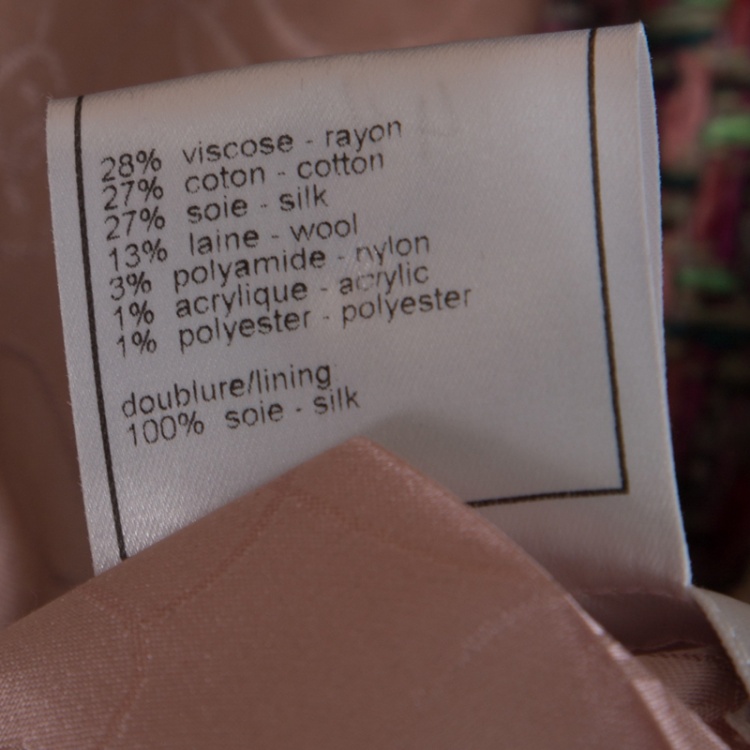 28% viscose - rayon
27% coton - cotton
27% soie - silk
13% laine - wool
3% polyamide - nylon
1% acrylique - acrylic
1% polyester - polyester
doublure/lining
100% soie - silk